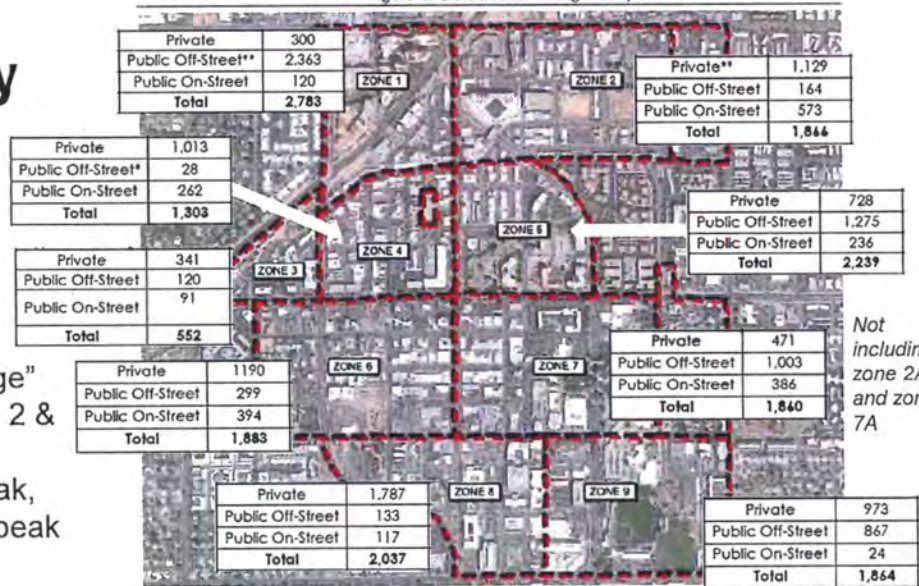 y
Private 300
Public Off-Street** 2,363
Public On-Street 120
Total 2,783
ZONE 1
ZONE 2
Private** 1,129
Public Off-Street 164
Public On-Street 573
Total 1,866
Private 1,013
Public Off-Street* 28
Public On-Street 262
Total 1,303
Private 728
Public Off-Street 1,275
Public On-Street 236
Total 2,239
ZONE 5
ZONE 4
ZONE 3
Private 341
Public Off-Street 120
Public On-Street 91
Total 552
Not
including
zone 2A
and zone
7A
Private 471
Public Off-Street 1,003
Public On-Street 386
Total 1,860
ge"
2 &
Private 1190
Public Off-Street 299
Public On-Street 394
Total 1,883
ZONE 6
ZONE 7
ak,
peak
Private 1,787
Public Off-Street 133
Public On-Street 117
Total 2,037
ZONE 8
ZONE 9
Private 973
Public Off-Street 867
Public On-Street 24
Total 1,864